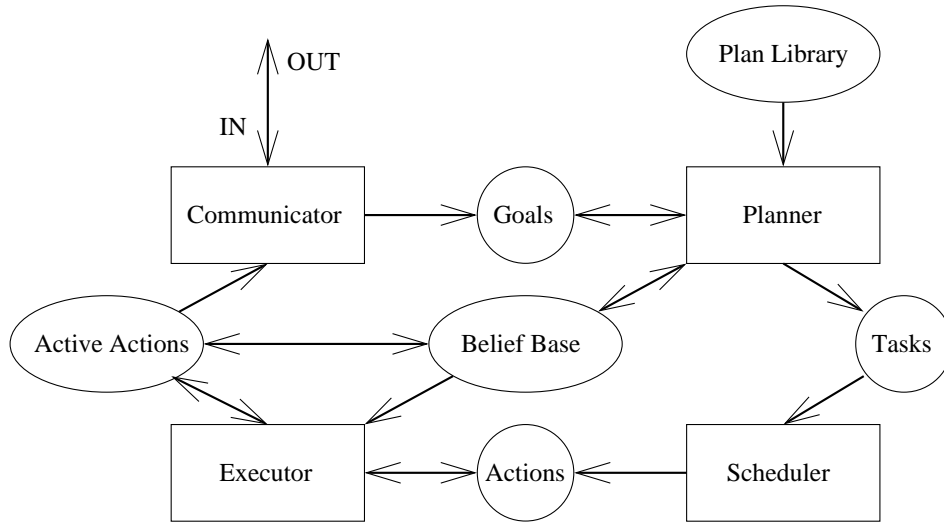 OUT
Plan Library
IN
Communicator
Goals
Planner
Active Actions
Belief Base
Tasks
Executor
Actions
Scheduler